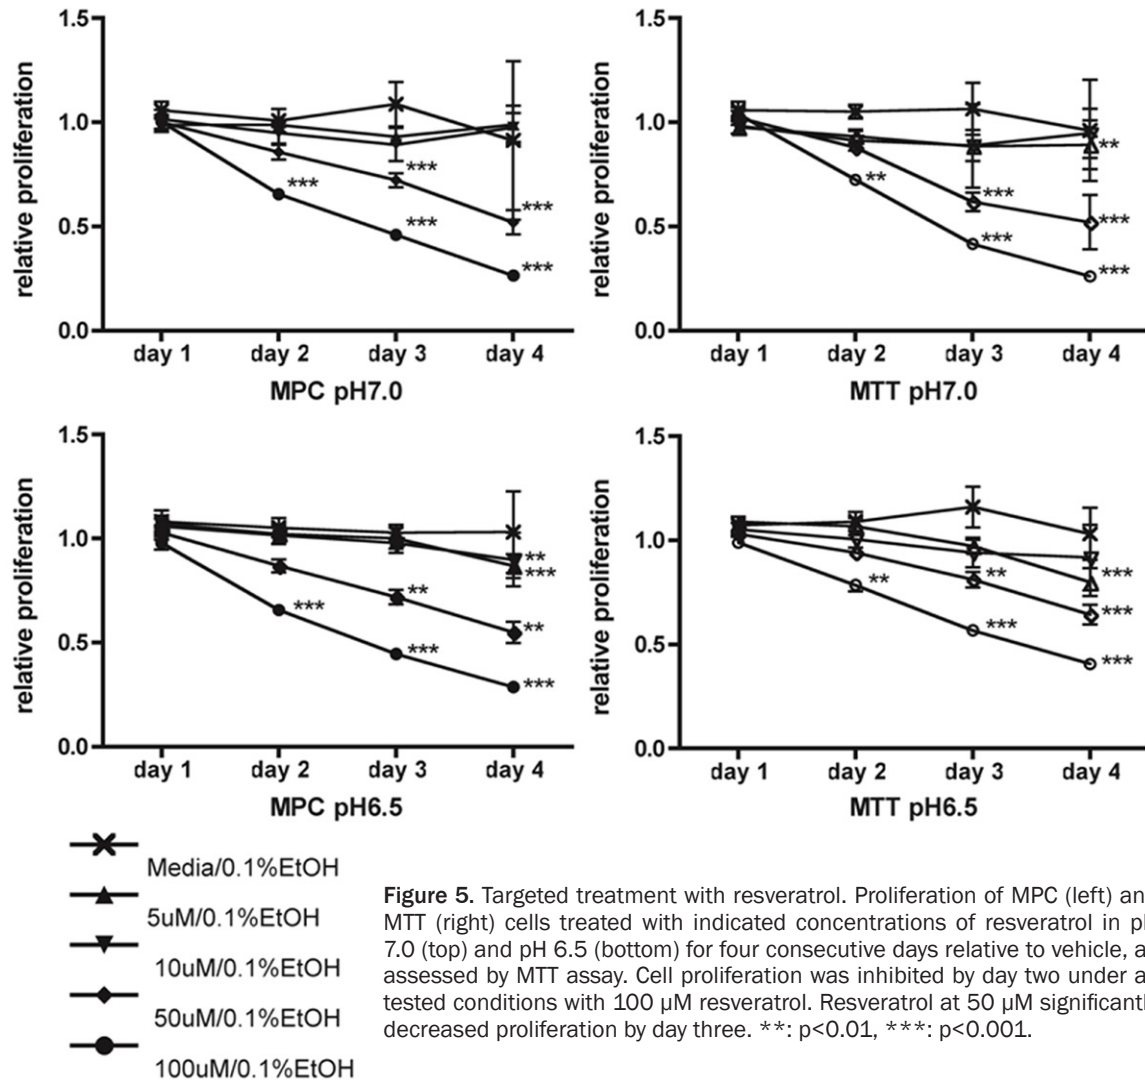 1.5
1.0
0.5
0.0
relative proliferation
***
***
***
***
***
day 1
day 2
day 3
day 4
MPC pH7.0
1.5
1.0
0.5
0.0
relative proliferation
**
**
***
***
***
***
day 1
day 2
day 3
day 4
MTT pH7.0
1.5
1.0
0.5
0.0
relative proliferation
**
***
**
**
***
***
***
day 1
day 2
day 3
day 4
MPC pH6.5
1.5
1.0
0.5
0.0
relative proliferation
***
**
**
***
***
***
day 1
day 2
day 3
day 4
MTT pH6.5
Media/0.1%EtOH
5uM/0.1%EtOH
10uM/0.1%EtOH
50uM/0.1%EtOH
100uM/0.1%EtOH
Figure 5. Targeted treatment with resveratrol. Proliferation of MPC (left) an
MTT (right) cells treated with indicated concentrations of resveratrol in p
7.0 (top) and pH 6.5 (bottom) for four consecutive days relative to vehicle, a
assessed by MTT assay. Cell proliferation was inhibited by day two under a
tested conditions with 100 µM resveratrol. Resveratrol at 50 µM significantl
decreased proliferation by day three. **: p<0.01, ***: p<0.001.